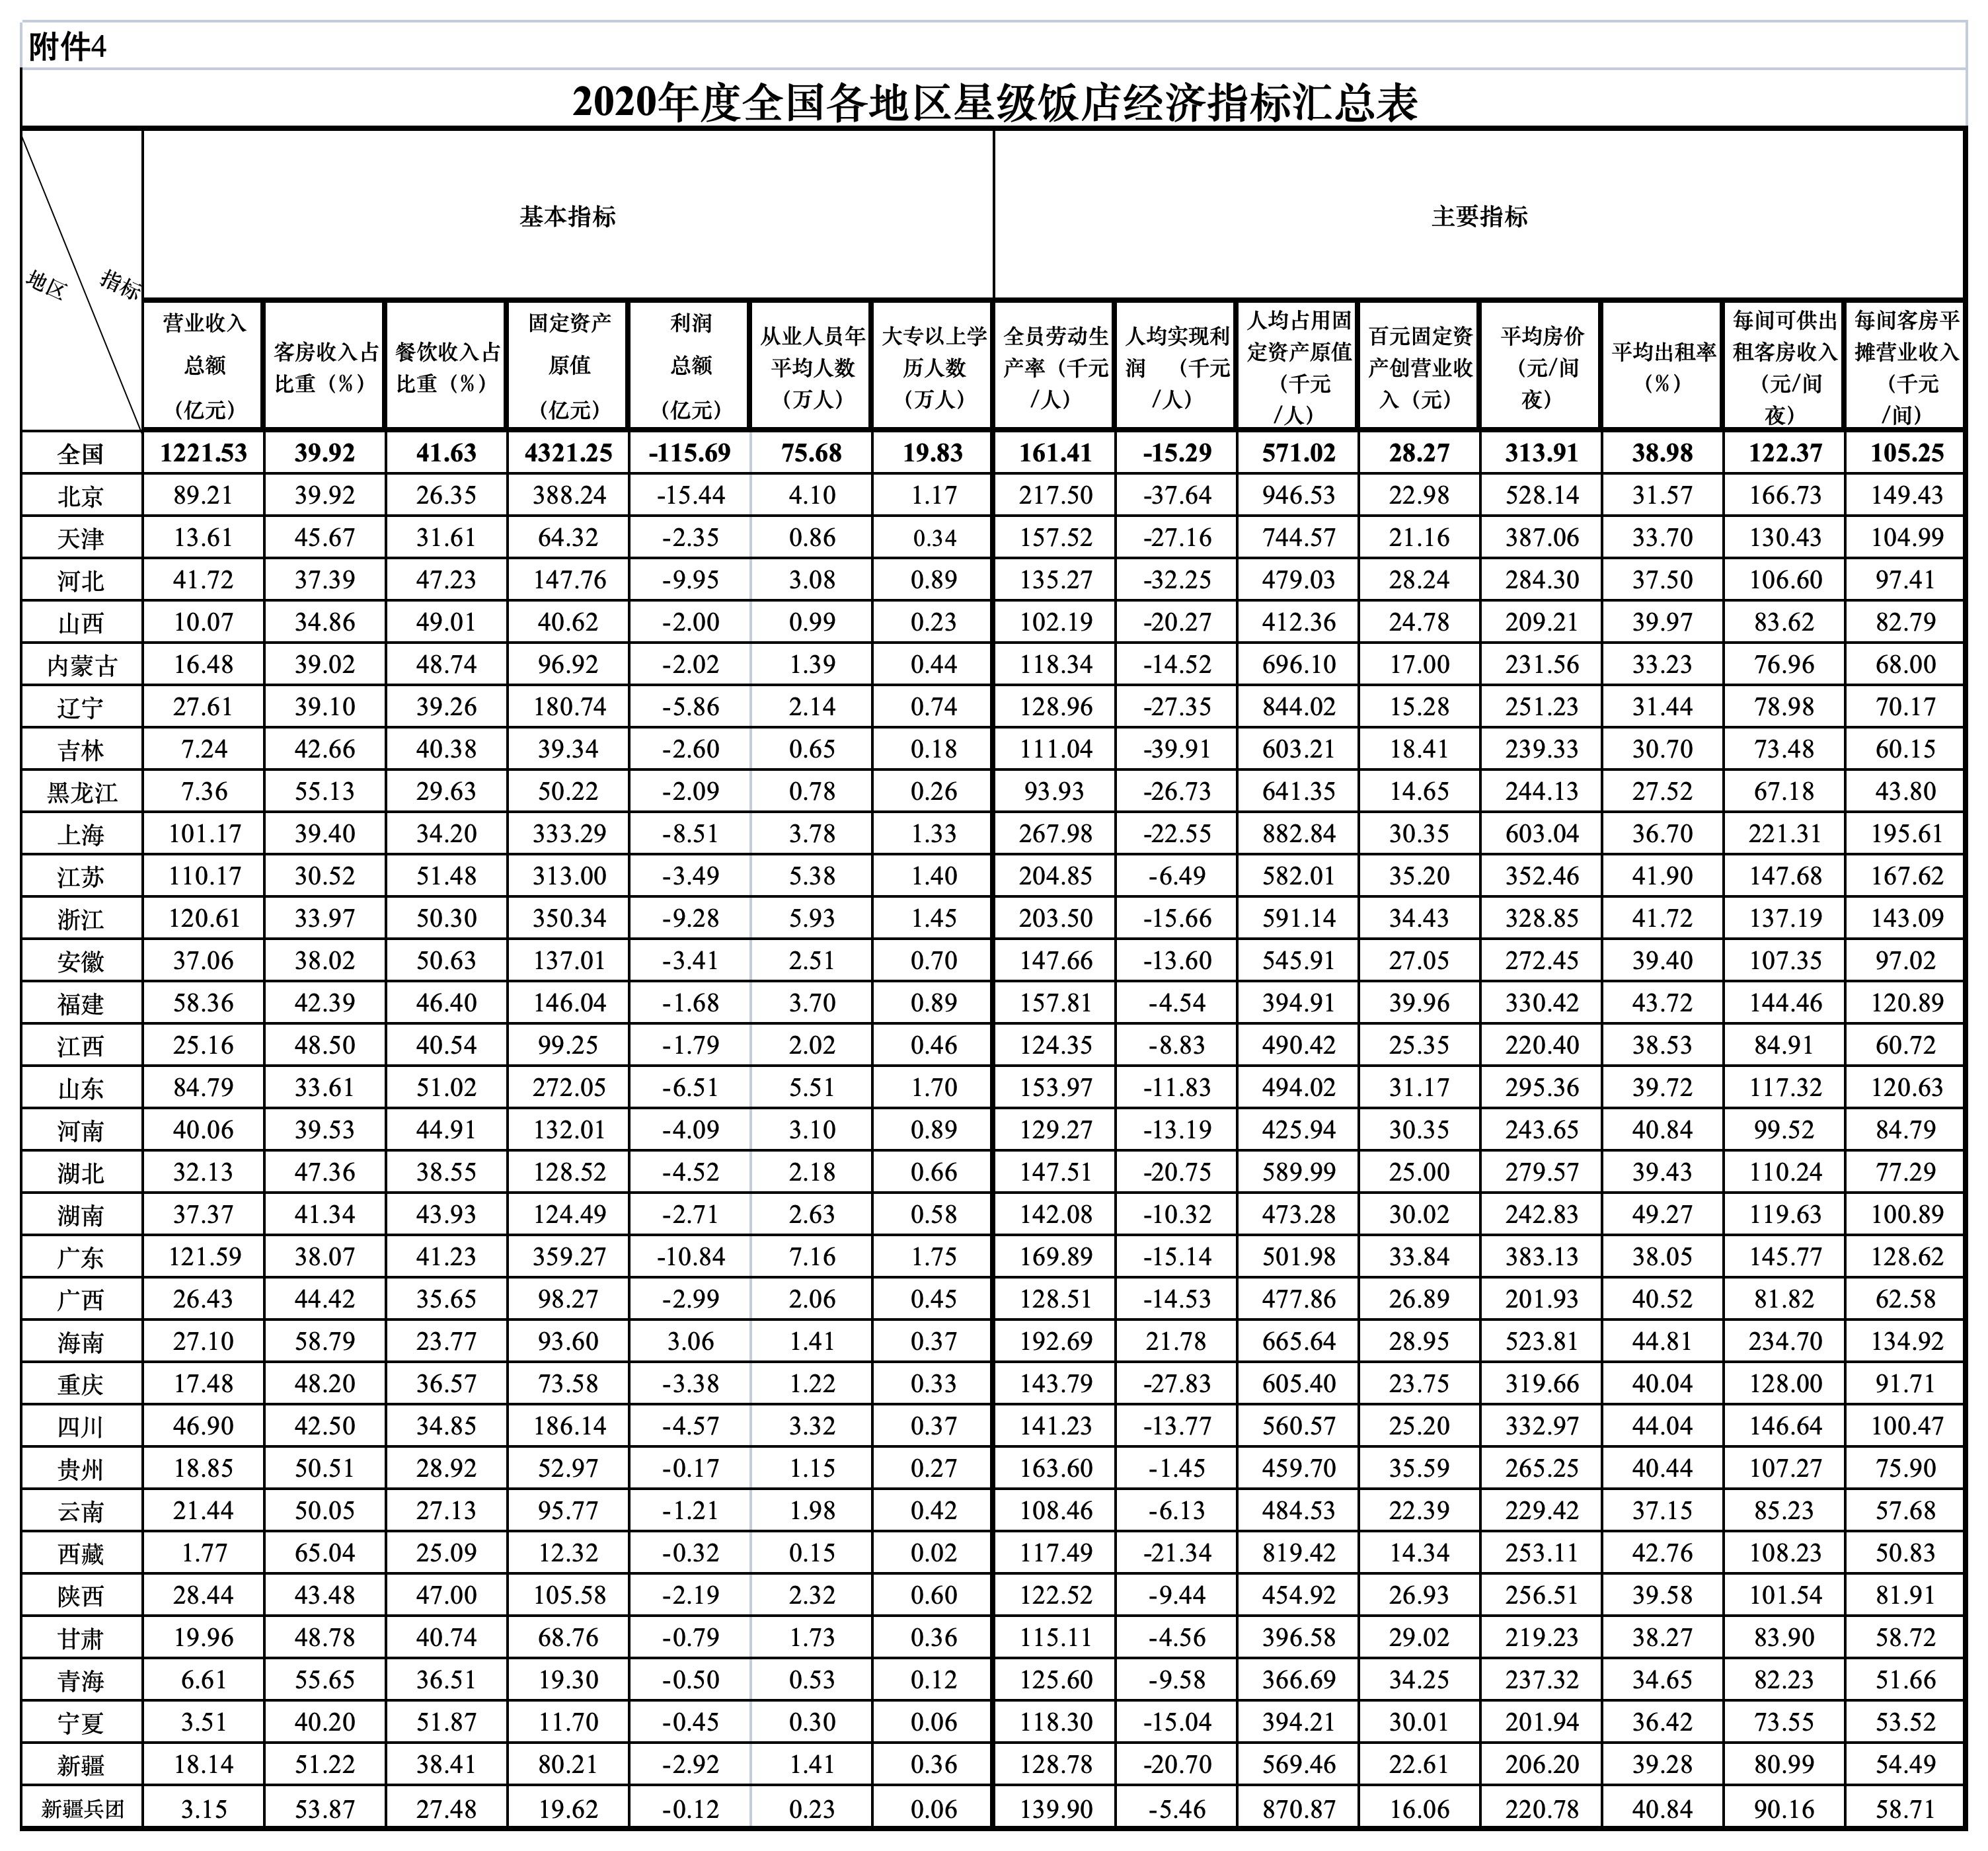 附件4
2020年度全国各地区星级饭店经济指标汇总表
地区 指标 基本指标 主要指标
营业收入总额（亿元） 客房收入占比重（%） 餐饮收入占比重（%） 固定资产原值（亿元） 利润总额（亿元） 从业人员年平均人数（万人） 大专以上学历人数（万人） 全员劳动生产率（千元/人） 人均实现利润 （千元/人） 人均占用固定资产原值（千元/人） 百元固定资产创营业收入（元） 平均房价（元/间夜） 平均出租率（%） 每间可供出租客房收入（元/间夜） 每间客房平摊营业收入（千元/间）
全国 1221.53 39.92 41.63 4321.25 -115.69 75.68 19.83 161.41 -15.29 571.02 28.27 313.91 38.98 122.37 105.25
北京 89.21 39.92 26.35 388.24 -15.44 4.10 1.17 217.50 -37.64 946.53 22.98 528.14 31.57 166.73 149.43
天津 13.61 45.67 31.61 64.32 -2.35 0.86 0.34 157.52 -27.16 744.57 21.16 387.06 33.70 130.43 104.99
河北 41.72 37.39 47.23 147.76 -9.95 3.08 0.89 135.27 -32.25 479.03 28.24 284.30 37.50 106.60 97.41
山西 10.07 34.86 49.01 40.62 -2.00 0.99 0.23 102.19 -20.27 412.36 24.78 209.21 39.97 83.62 82.79
内蒙古 16.48 39.02 48.74 96.92 -2.02 1.39 0.44 118.34 -14.52 696.10 17.00 231.56 33.23 76.96 68.00
辽宁 27.61 39.10 39.26 180.74 -5.86 2.14 0.74 128.96 -27.35 844.02 15.28 251.23 31.44 78.98 70.17
吉林 7.24 42.66 40.38 39.34 -2.60 0.65 0.18 111.04 -39.91 603.21 18.41 239.33 30.70 73.48 60.15
黑龙江 7.36 55.13 29.63 50.22 -2.09 0.78 0.26 93.93 -26.73 641.35 14.65 244.13 27.52 67.18 43.80
上海 101.17 39.40 34.20 333.29 -8.51 3.78 1.33 267.98 -22.55 882.84 30.35 603.04 36.70 221.31 195.61
江苏 110.17 30.52 51.48 313.00 -3.49 5.38 1.40 204.85 -6.49 582.01 35.20 352.46 41.90 147.68 167.62
浙江 120.61 33.97 50.30 350.34 -9.28 5.93 1.45 203.50 -15.66 591.14 34.43 328.85 41.72 137.19 143.09
安徽 37.06 38.02 50.63 137.01 -3.41 2.51 0.70 147.66 -13.60 545.91 27.05 272.45 39.40 107.35 97.02
福建 58.36 42.39 46.40 146.04 -1.68 3.70 0.89 157.81 -4.54 394.91 39.96 330.42 43.72 144.46 120.89
江西 25.16 48.50 40.54 99.25 -1.79 2.02 0.46 124.35 -8.83 490.42 25.35 220.40 38.53 84.91 60.72
山东 84.79 33.61 51.02 272.05 -6.51 5.51 1.70 153.97 -11.83 494.02 31.17 295.36 39.72 117.32 120.63
河南 40.06 39.53 44.91 132.01 -4.09 3.10 0.89 129.27 -13.19 425.94 30.35 243.65 40.84 99.52 84.79
湖北 32.13 47.36 38.55 128.52 -4.52 2.18 0.66 147.51 -20.75 589.99 25.00 279.57 39.43 110.24 77.29
湖南 37.37 41.34 43.93 124.49 -2.71 2.63 0.58 142.08 -10.32 473.28 30.02 242.83 49.27 119.63 100.89
广东 121.59 38.07 41.23 359.27 -10.84 7.16 1.75 169.89 -15.14 501.98 33.84 383.13 38.05 145.77 128.62
广西 26.43 44.42 35.65 98.27 -2.99 2.06 0.45 128.51 -14.53 477.86 26.89 201.93 40.52 81.82 62.58
海南 27.10 58.79 23.77 93.60 3.06 1.41 0.37 192.69 21.78 665.64 28.95 523.81 44.81 234.70 134.92
重庆 17.48 48.20 36.57 73.58 -3.38 1.22 0.33 143.79 -27.83 605.40 23.75 319.66 40.04 128.00 91.71
四川 46.90 42.50 34.85 186.14 -4.57 3.32 0.37 141.23 -13.77 560.57 25.20 332.97 44.04 146.64 100.47
贵州 18.85 50.51 28.92 52.97 -0.17 1.15 0.27 163.60 -1.45 459.70 35.59 265.25 40.44 107.27 75.90
云南 21.44 50.05 27.13 95.77 -1.21 1.98 0.42 108.46 -6.13 484.53 22.39 229.42 37.15 85.23 57.68
西藏 1.77 65.04 25.09 12.32 -0.32 0.15 0.02 117.49 -21.34 819.42 14.34 253.11 42.76 108.23 50.83
陕西 28.44 43.48 47.00 105.58 -2.19 2.32 0.60 122.52 -9.44 454.92 26.93 256.51 39.58 101.54 81.91
甘肃 19.96 48.78 40.74 68.76 -0.79 1.73 0.36 115.11 -4.56 396.58 29.02 219.23 38.27 83.90 58.72
青海 6.61 55.65 36.51 19.30 -0.50 0.53 0.12 125.60 -9.58 366.69 34.25 237.32 34.65 82.23 51.66
宁夏 3.51 40.20 51.87 11.70 -0.45 0.30 0.06 118.30 -15.04 394.21 30.01 201.94 36.42 73.55 53.52
新疆 18.14 51.22 38.41 80.21 -2.92 1.41 0.36 128.78 -20.70 569.46 22.61 206.20 39.28 80.99 54.49
新疆兵团 3.15 53.87 27.48 19.62 -0.12 0.23 0.06 139.90 -5.46 870.87 16.06 220.78 40.84 90.16 58.71